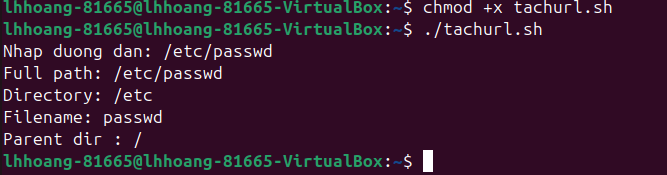 lhhoang-81665@lhhoang-81665-VirtualBox:~$ chmod +x tachurl.sh
lhhoang-81665@lhhoang-81665-VirtualBox:~$ ./tachurl.sh
Nhap duong dan: /etc/passwd
Full path: /etc/passwd
Directory: /etc
Filename: passwd
Parent dir : /
lhhoang-81665@lhhoang-81665-VirtualBox:~$